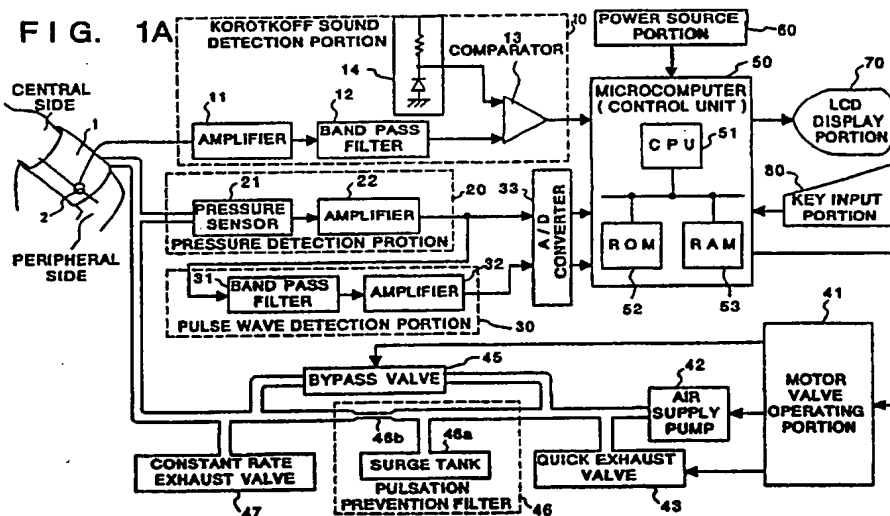 FIG. 1A
KOROTKOFF SOUND
DETECTION PORTION
10
13
COMPARATOR
14
POWER SOURCE
PORTION
60
50
MICROCOMPUTER
(CONTROL UNIT)
70
LCD
DISPLAY
PORTION
CENTRAL
SIDE
1
11
AMPLIFIER
12
BAND PASS
FILTER
CPU
51
80
KEY INPUT
PORTION
2
21
PRESSURE
SENSOR
22
AMPLIFIER
20
PRESSURE DETECTION PROTION
33
A/D
CONVERTER
ROM
RAM
52
53
PERIPHERAL
SIDE
31
BAND PASS
FILTER
AMPLIFIER
32
PULSE WAVE DETECTION PORTION
30
41
MOTOR
VALVE
OPERATING
PORTION
45
BYPASS VALVE
42
AIR
SUPPLY
PUMP
46b
46a
SURGE TANK
CONSTANT RATE
EXHAUST VALVE
47
PULSATION
PREVENTION FILTER
46
QUICK EXHAUST
VALVE
43